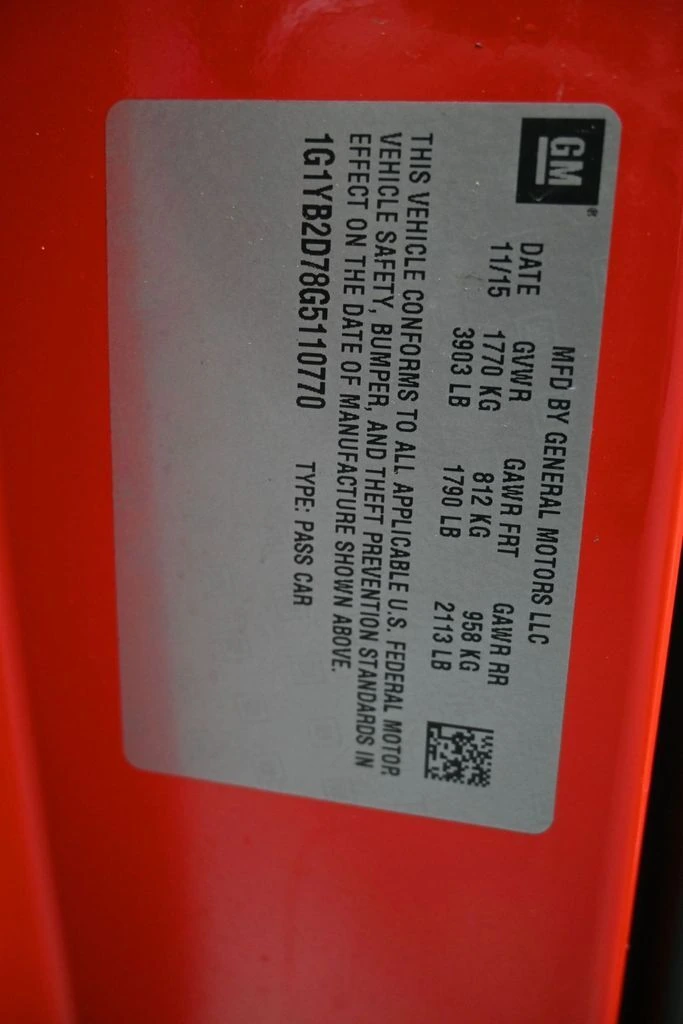 GM®
MFD BY GENERAL MOTORS LLC
DATE GVWR GAWR FRT GAWR RR
11/15 1770 KG 812 KG 958 KG
3903 LB 1790 LB 2113 LB
THIS VEHICLE CONFORMS TO ALL APPLICABLE U.S. FEDERAL MOTOR
VEHICLE SAFETY, BUMPER, AND THEFT PREVENTION STANDARDS IN
EFFECT ON THE DATE OF MANUFACTURE SHOWN ABOVE.
1G1YB2D78G5110770 TYPE: PASS CAR